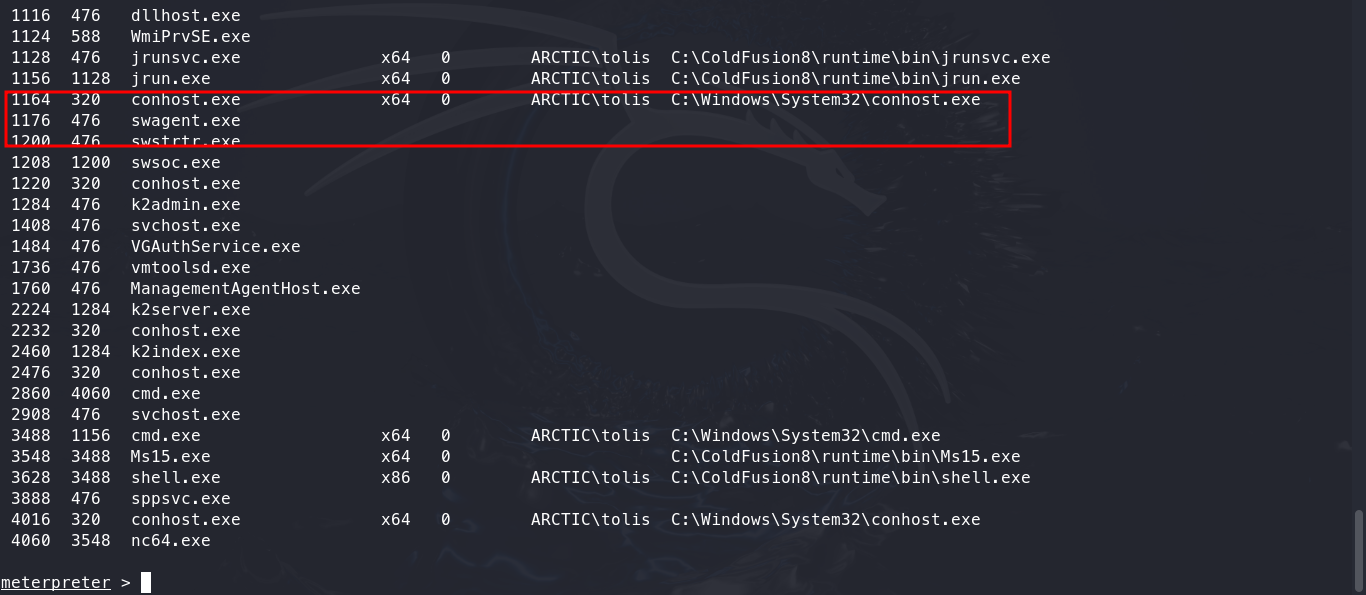 1116  476   dllhost.exe
1124  588   WmiPrvSE.exe
1128  476   jrunsvc.exe              x64   0        ARCTIC\tolis  C:\ColdFusion8\runtime\bin\jrunsvc.exe
1156  1128  jrun.exe                 x64   0        ARCTIC\tolis  C:\ColdFusion8\runtime\bin\jrun.exe
1164  320   conhost.exe              x64   0        ARCTIC\tolis  C:\Windows\System32\conhost.exe
1176  476   swagent.exe
1200  476   swstrtr.exe
1208  1200  swsoc.exe
1220  320   conhost.exe
1284  476   k2admin.exe
1408  476   svchost.exe
1484  476   VGAuthService.exe
1736  476   vmtoolsd.exe
1760  476   ManagementAgentHost.exe
2224  1284  k2server.exe
2232  320   conhost.exe
2460  1284  k2index.exe
2476  320   conhost.exe
2860  4060  cmd.exe
2908  476   svchost.exe
3488  1156  cmd.exe                  x64   0        ARCTIC\tolis  C:\Windows\System32\cmd.exe
3548  3488  Ms15.exe                 x64   0                      C:\ColdFusion8\runtime\bin\Ms15.exe
3628  3488  shell.exe                x86   0        ARCTIC\tolis  C:\ColdFusion8\runtime\bin\shell.exe
3888  476   sppsvc.exe
4016  320   conhost.exe              x64   0        ARCTIC\tolis  C:\Windows\System32\conhost.exe
4060  3548  nc64.exe
meterpreter >